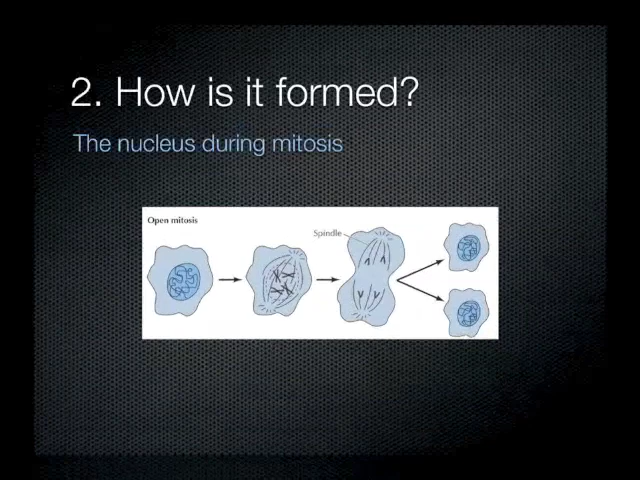 2. How is it formed?
The nucleus during mitosis
Open mitosis
Spindle